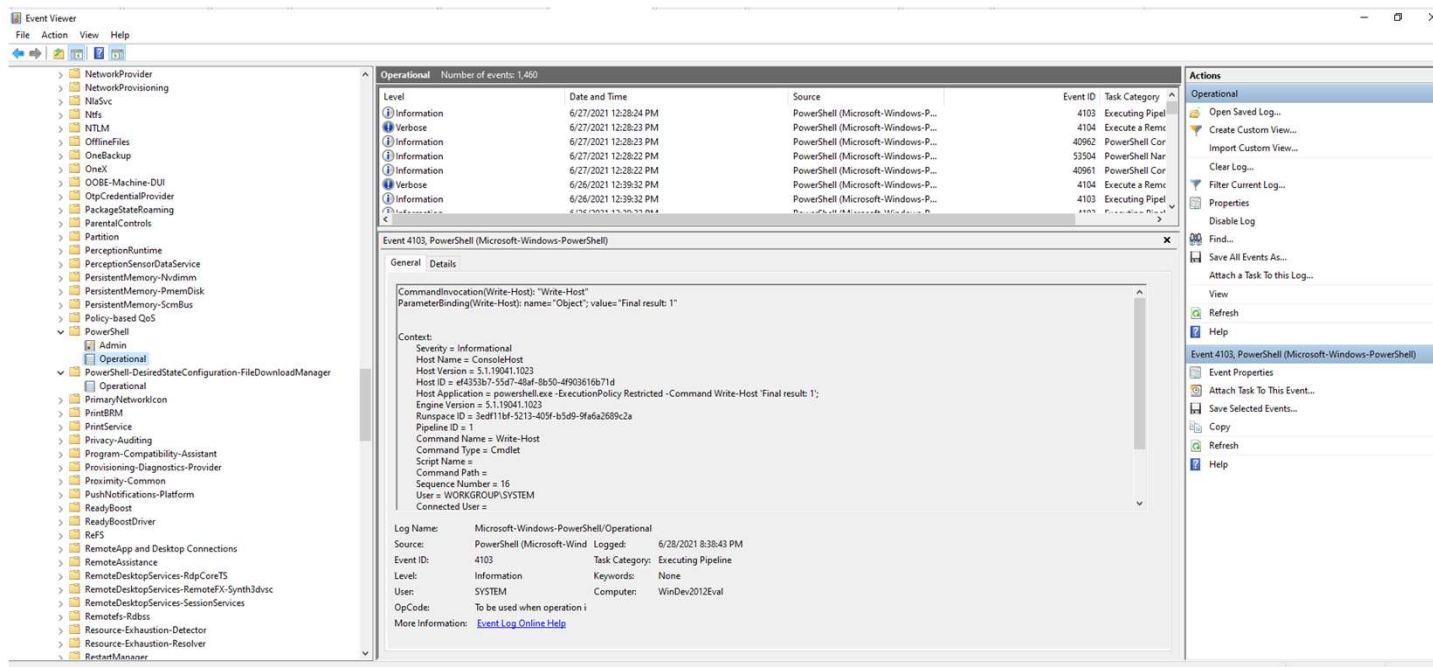 Event Viewer
File Action View Help
NetworkProvider
NetworkProvisioning
NlaSvc
Ntfs
NTLM
OfflineFiles
OneBackup
OneX
OOBE-Machine-DUI
OtpCredentialProvider
PackageStateRoaming
ParentalControls
Partition
PerceptionRuntime
PerceptionSensorDataService
PersistentMemory-Nvdimm
PersistentMemory-PmemDisk
PersistentMemory-ScmBus
Policy-based QoS
PowerShell
Admin
Operational
PowerShell-DesiredStateConfiguration-FileDownloadManager
Operational
PrimaryNetworkIcon
PrintBRM
PrintService
Privacy-Auditing
Program-Compatibility-Assistant
Provisioning-Diagnostics-Provider
Proximity-Common
PushNotifications-Platform
ReadyBoost
ReadyBoostDriver
ReFS
RemoteApp and Desktop Connections
RemoteAssistance
RemoteDesktopServices-RdpCoreTS
RemoteDesktopServices-RemoteFX-Synth3dvsc
RemoteDesktopServices-SessionServices
Remotefs-Rdbss
Resource-Exhaustion-Detector
Resource-Exhaustion-Resolver
RestartManager
Operational Number of events: 1,460
Level Date and Time Source Event ID Task Category
Information 6/27/2021 12:28:24 PM PowerShell (Microsoft-Windows-P... 4103 Executing Pipel
Verbose 6/27/2021 12:28:23 PM PowerShell (Microsoft-Windows-P... 4104 Execute a Remc
Information 6/27/2021 12:28:23 PM PowerShell (Microsoft-Windows-P... 40962 PowerShell Cor
Information 6/27/2021 12:28:22 PM PowerShell (Microsoft-Windows-P... 53504 PowerShell Nar
Information 6/27/2021 12:28:22 PM PowerShell (Microsoft-Windows-P... 40961 PowerShell Cor
Verbose 6/26/2021 12:39:32 PM PowerShell (Microsoft-Windows-P... 4104 Execute a Remc
Information 6/26/2021 12:39:32 PM PowerShell (Microsoft-Windows-P... 4103 Executing Pipel
Event 4103, PowerShell (Microsoft-Windows-PowerShell)
General Details
CommandInvocation(Write-Host): "Write-Host"
ParameterBinding(Write-Host): name="Object"; value="Final result: 1"
Context:
Severity = Informational
Host Name = ConsoleHost
Host Version = 5.1.19041.1023
Host ID = ef4353b7-55d7-48af-8b50-4f903616b71d
Host Application = powershell.exe -ExecutionPolicy Restricted -Command Write-Host 'Final result: 1';
Engine Version = 5.1.19041.1023
Runspace ID = 3edf11bf-5213-405f-b5d9-9fa6a2689c2a
Pipeline ID = 1
Command Name = Write-Host
Command Type = Cmdlet
Script Name =
Command Path =
Sequence Number = 16
User = WORKGROUP\SYSTEM
Connected User =
Log Name: Microsoft-Windows-PowerShell/Operational
Source: PowerShell (Microsoft-Wind Logged: 6/28/2021 8:38:43 PM
Event ID: 4103 Task Category: Executing Pipeline
Level: Information Keywords: None
User: SYSTEM Computer: WinDev2012Eval
OpCode: To be used when operation i
More Information: Event Log Online Help
Actions
Operational
Open Saved Log...
Create Custom View...
Import Custom View...
Clear Log...
Filter Current Log...
Properties
Disable Log
Find...
Save All Events As...
Attach a Task To this Log...
View
Refresh
Help
Event 4103, PowerShell (Microsoft-Windows-PowerShell)
Event Properties
Attach Task To This Event...
Save Selected Events...
Copy
Refresh
Help